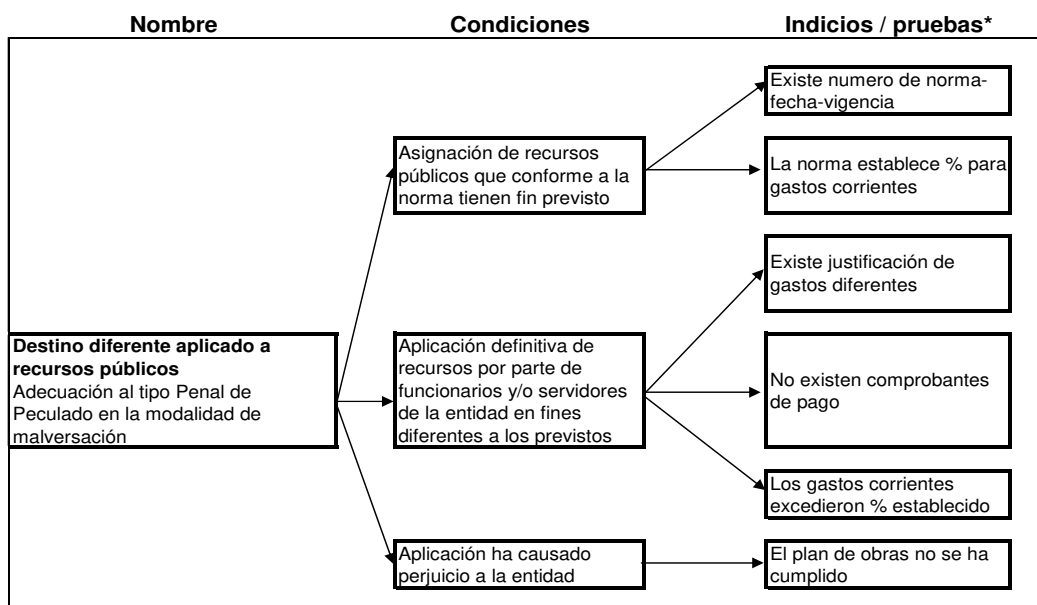 Nombre
Condiciones
Indicios / pruebas*
Existe numero de norma-
fecha-vigencia
Asignación de recursos
públicos que conforme a la
norma tienen fin previsto
La norma establece % para
gastos corrientes
Existe justificación de
gastos diferentes
Destino diferente aplicado a
recursos públicos
Adecuación al tipo Penal de
Peculado en la modalidad de
malversación
Aplicación definitiva de
recursos por parte de
funcionarios y/o servidores
de la entidad en fines
diferentes a los previstos
No existen comprobantes
de pago
Los gastos corrientes
excedieron % establecido
Aplicación ha causado
perjuicio a la entidad
El plan de obras no se ha
cumplido